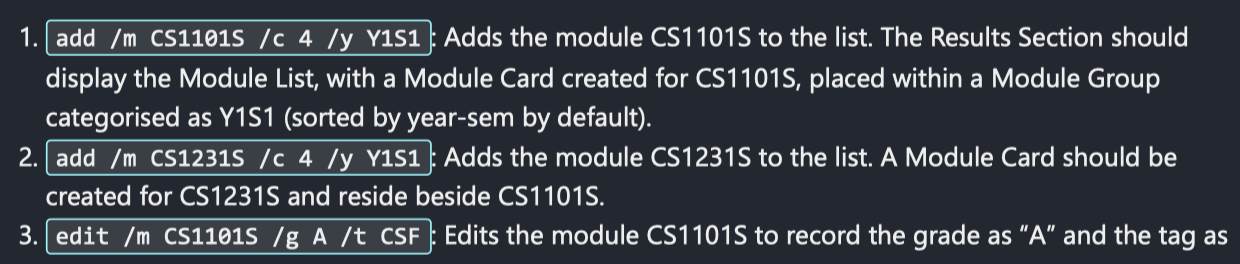 1. add /m CS1101S /c 4 /y Y1S1 : Adds the module CS1101S to the list. The Results Section should
display the Module List, with a Module Card created for CS1101S, placed within a Module Group
categorised as Y1S1 (sorted by year-sem by default).
2. add /m CS1231S /c 4 /y Y1S1 : Adds the module CS1231S to the list. A Module Card should be
created for CS1231S and reside beside CS1101S.
3. edit /m CS1101S /g A /t CSF : Edits the module CS1101S to record the grade as “A” and the tag as